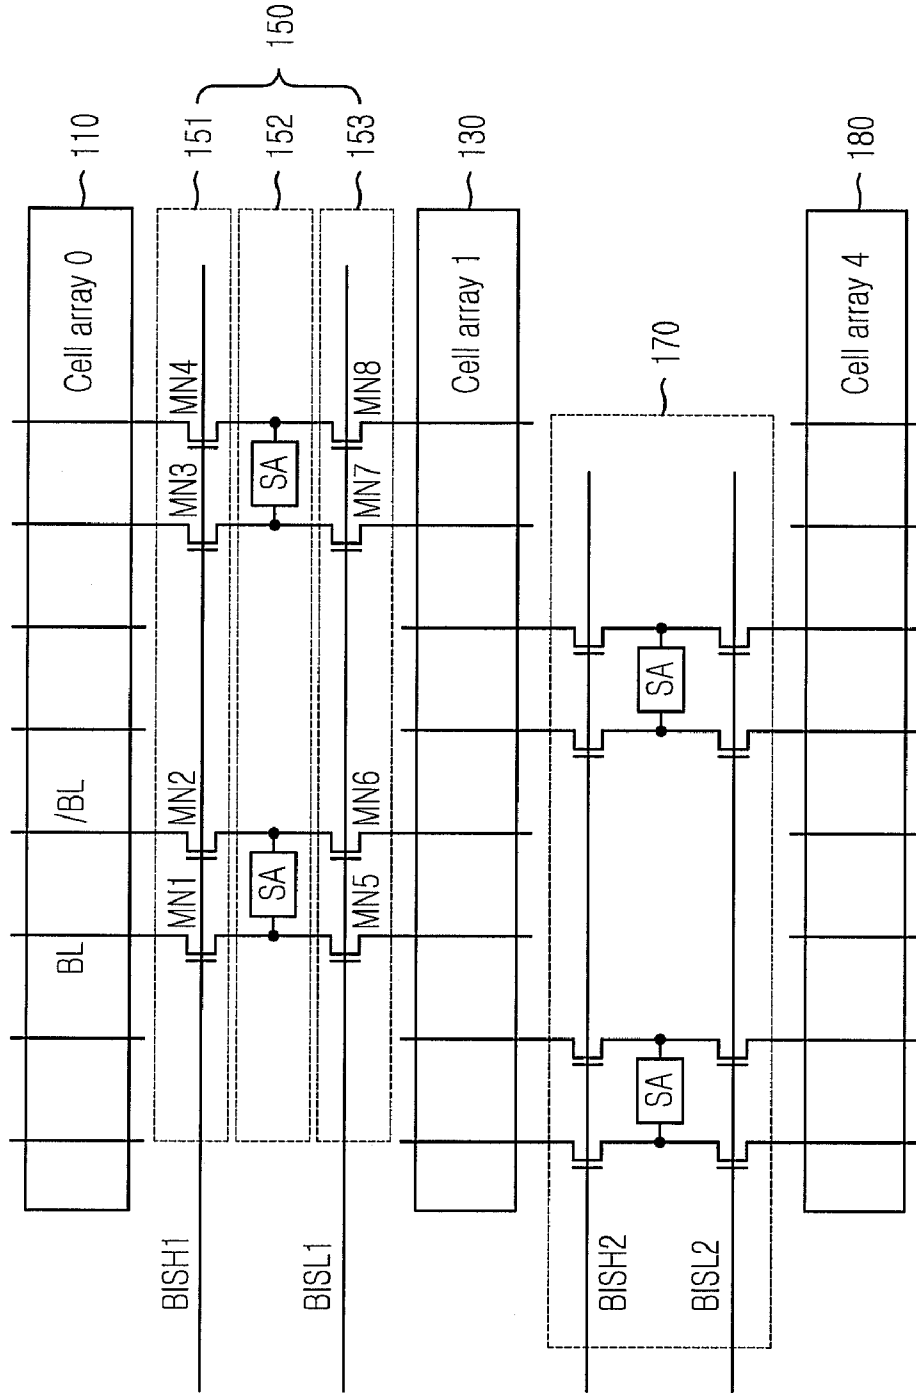 150
110
151
152
153
130
180
Cell array 0
Cell array 1
Cell array 4
170
MN4
MN8
SA
MN3
MN7
SA
/BL
MN2
MN6
SA
BL
MN1
MN5
SA
BISH1
BISL1
BISH2
BISL2